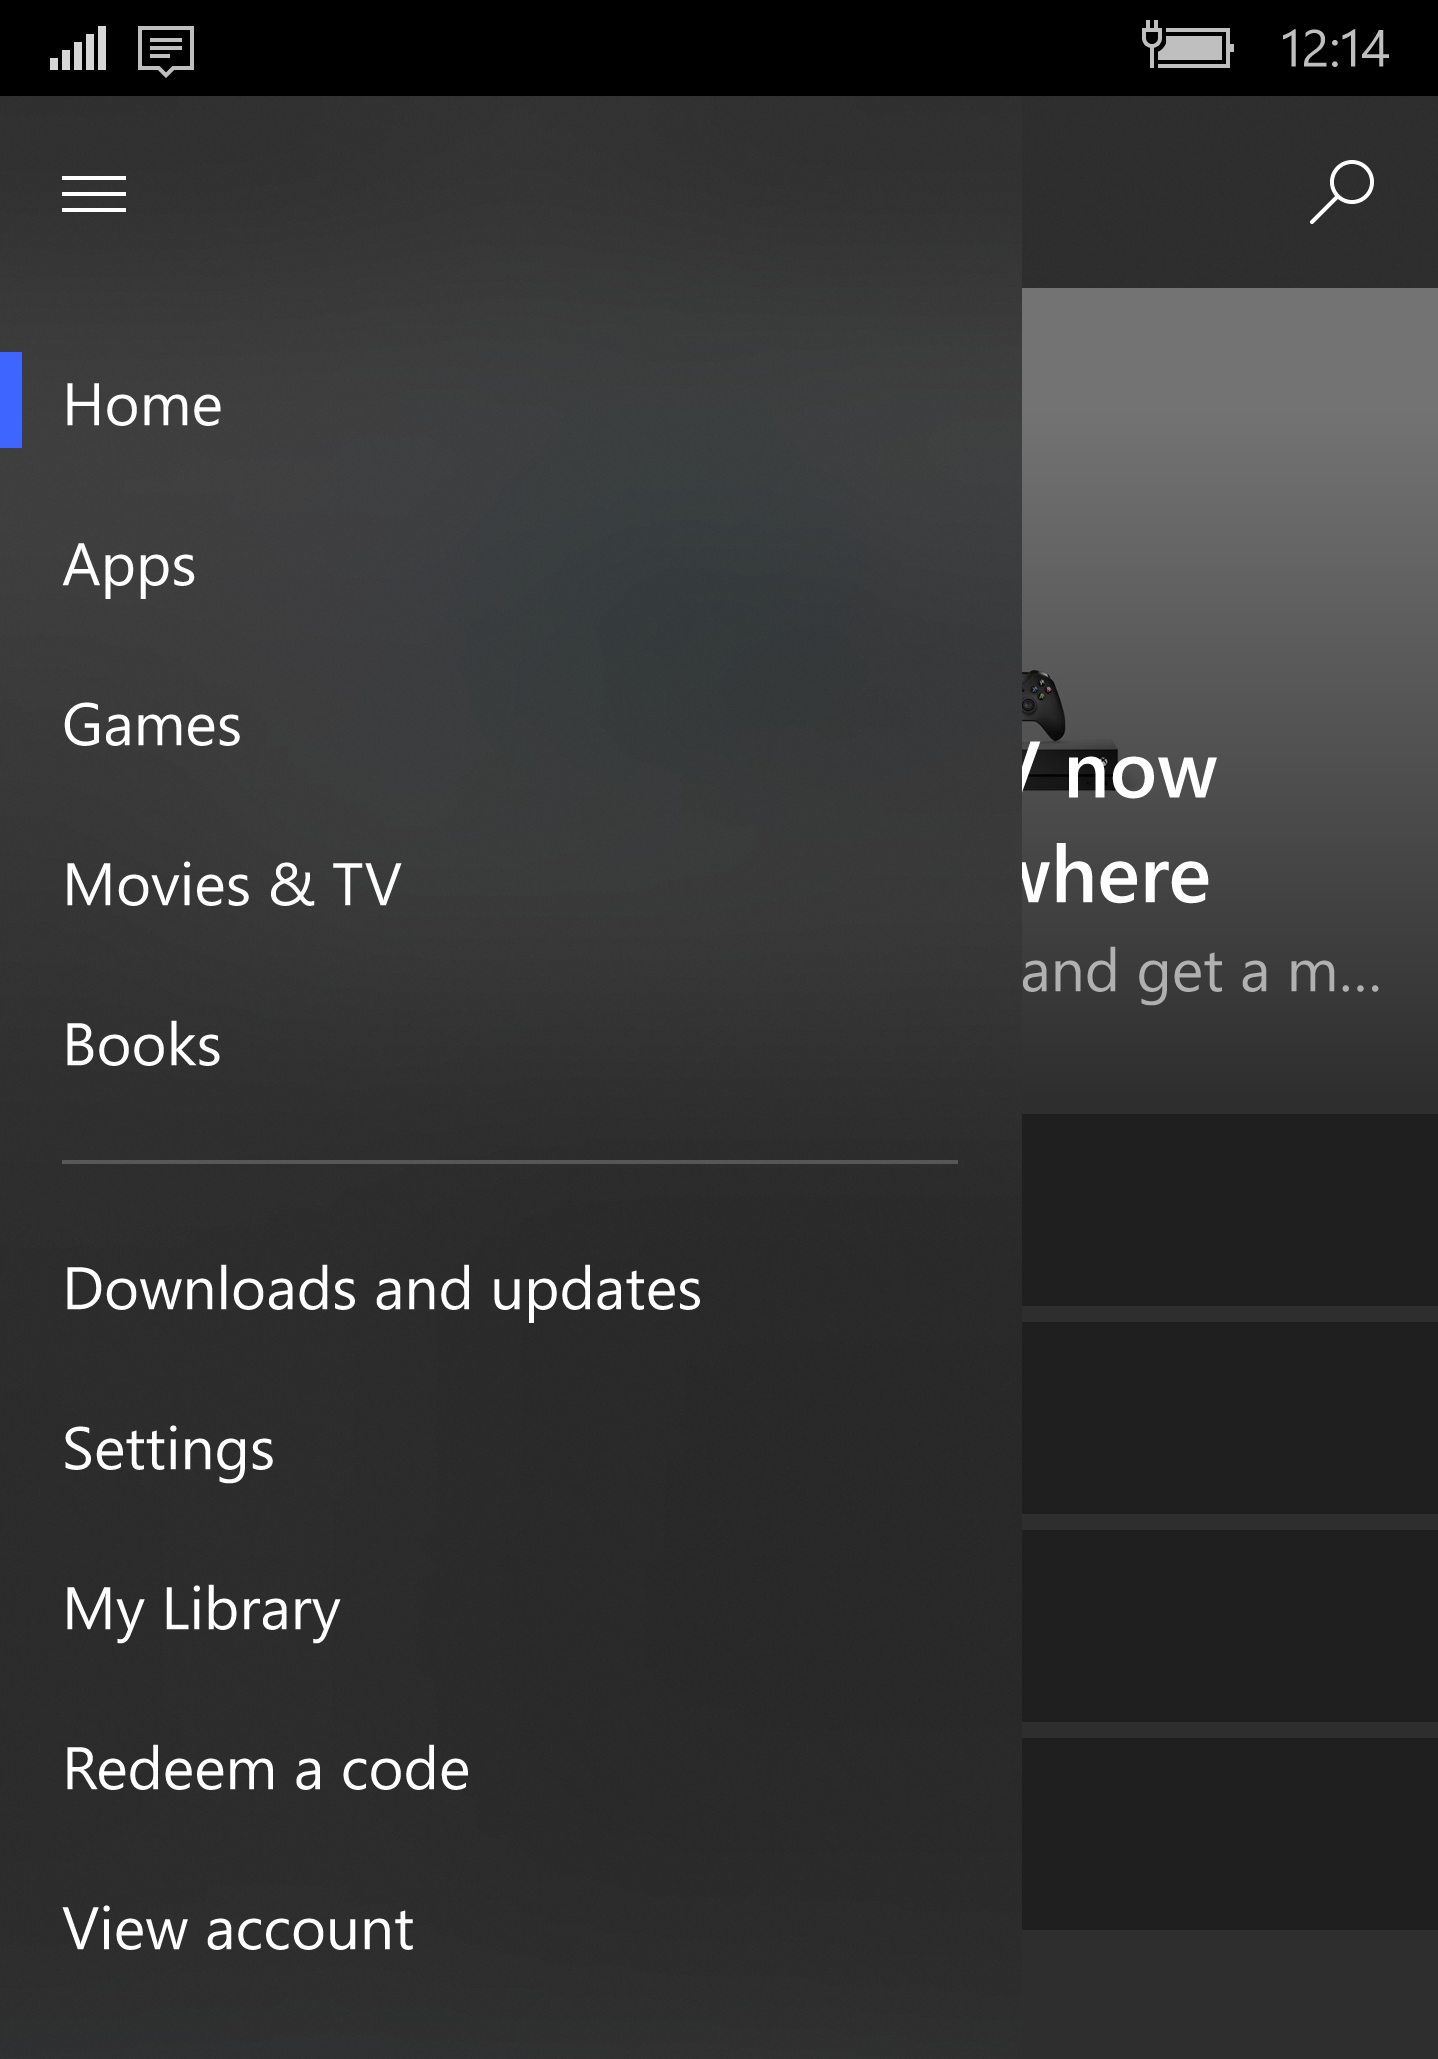 12:14
Home
Apps
Games
now
Movies & TV
where
and get a m...
Books
Downloads and updates
Settings
My Library
Redeem a code
View account